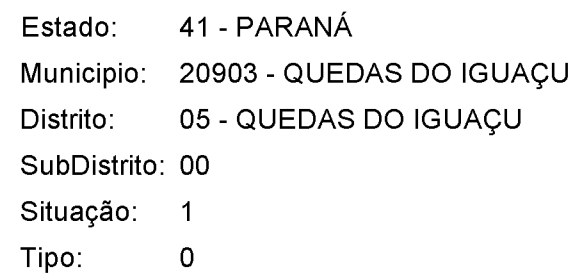 Estado: 41 - PARANÁ
Municipio: 20903 - QUEDAS DO IGUAÇU
Distrito: 05 - QUEDAS DO IGUAÇU
SubDistrito: 00
Situação: 1
Tipo: 0